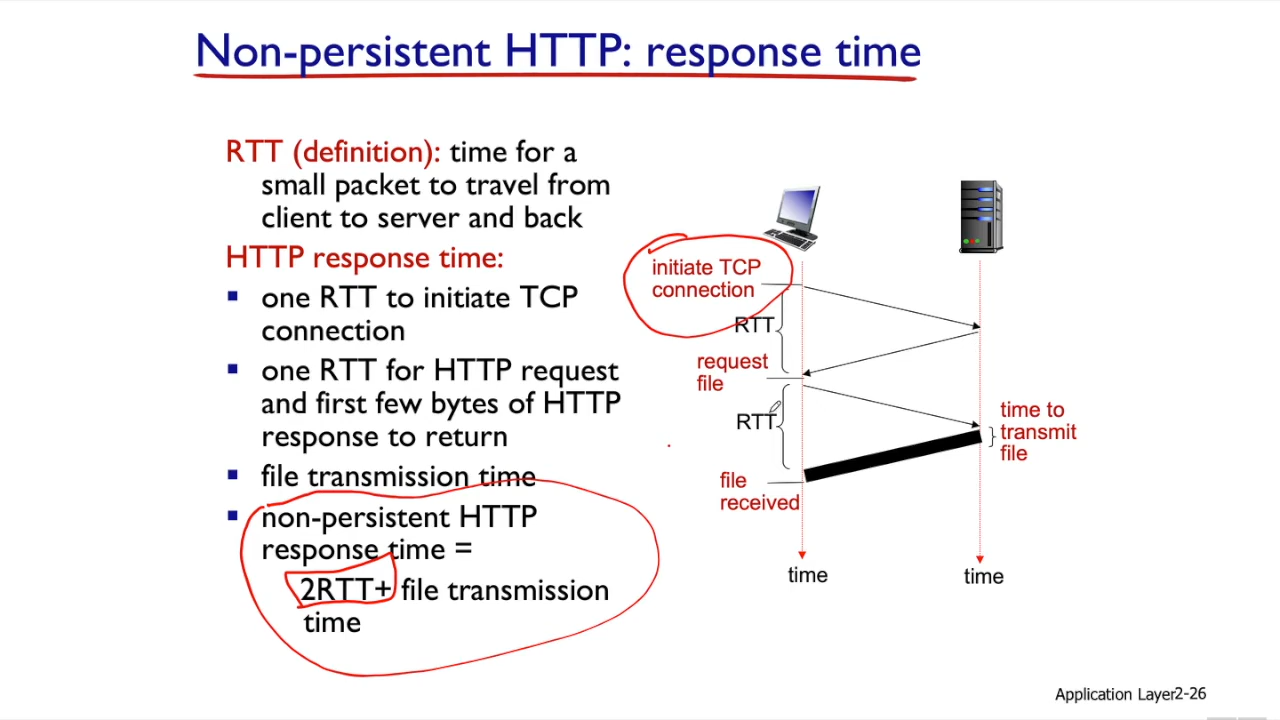 Non-persistent HTTP: response time
RTT (definition): time for a
small packet to travel from
client to server and back
HTTP response time:
one RTT to initiate TCP
connection
one RTT for HTTP request
and first few bytes of HTTP
response to return
file transmission time
non-persistent HTTP
response time =
2RTT+ file transmission
time
initiate TCP
connection
RTT
request
file
RTT
file
received
time to
transmit
file
time
time
Application Layer2-26